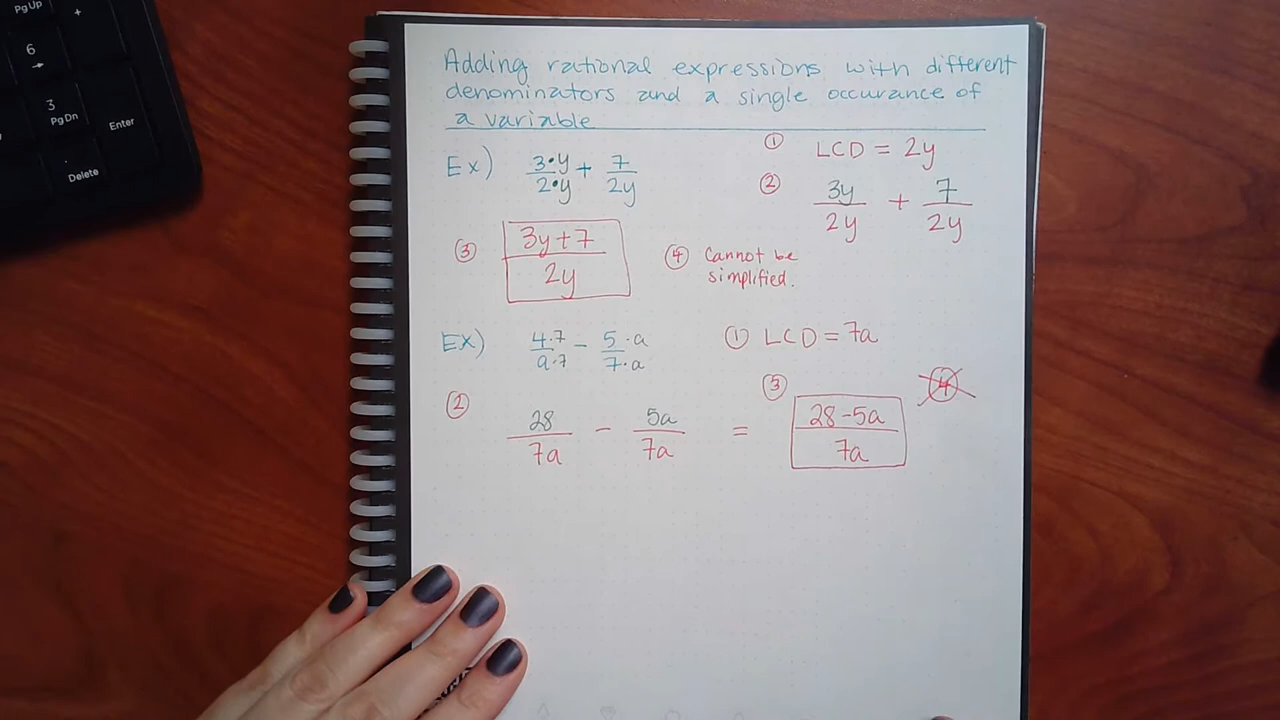 PgUp
+
6
→
3
PgDn
Enter
Delete
Adding rational expressions with different
denominators and a single occurance of
a variable
Ex) 3•y/2•y + 7/2y
① LCD = 2y
② 3y/2y + 7/2y
③ 3y+7/2y
④ Cannot be
simplified.
EX) 4·7/a·7 − 5·a/7·a
① LCD = 7a
② 28/7a − 5a/7a =
③ 28-5a/7a
④